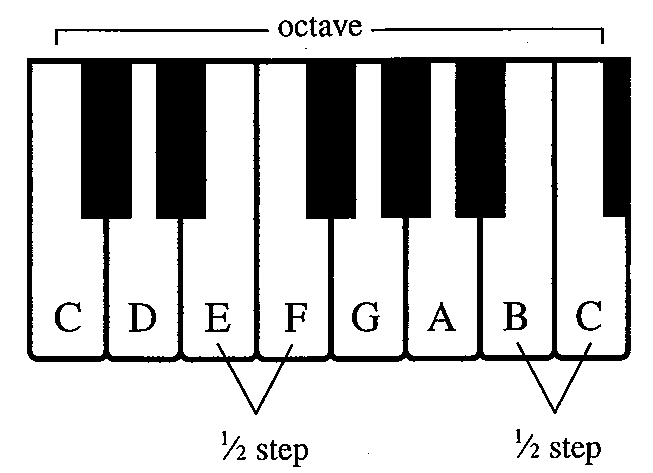 octave
C D E F G A B C
½ step ½ step